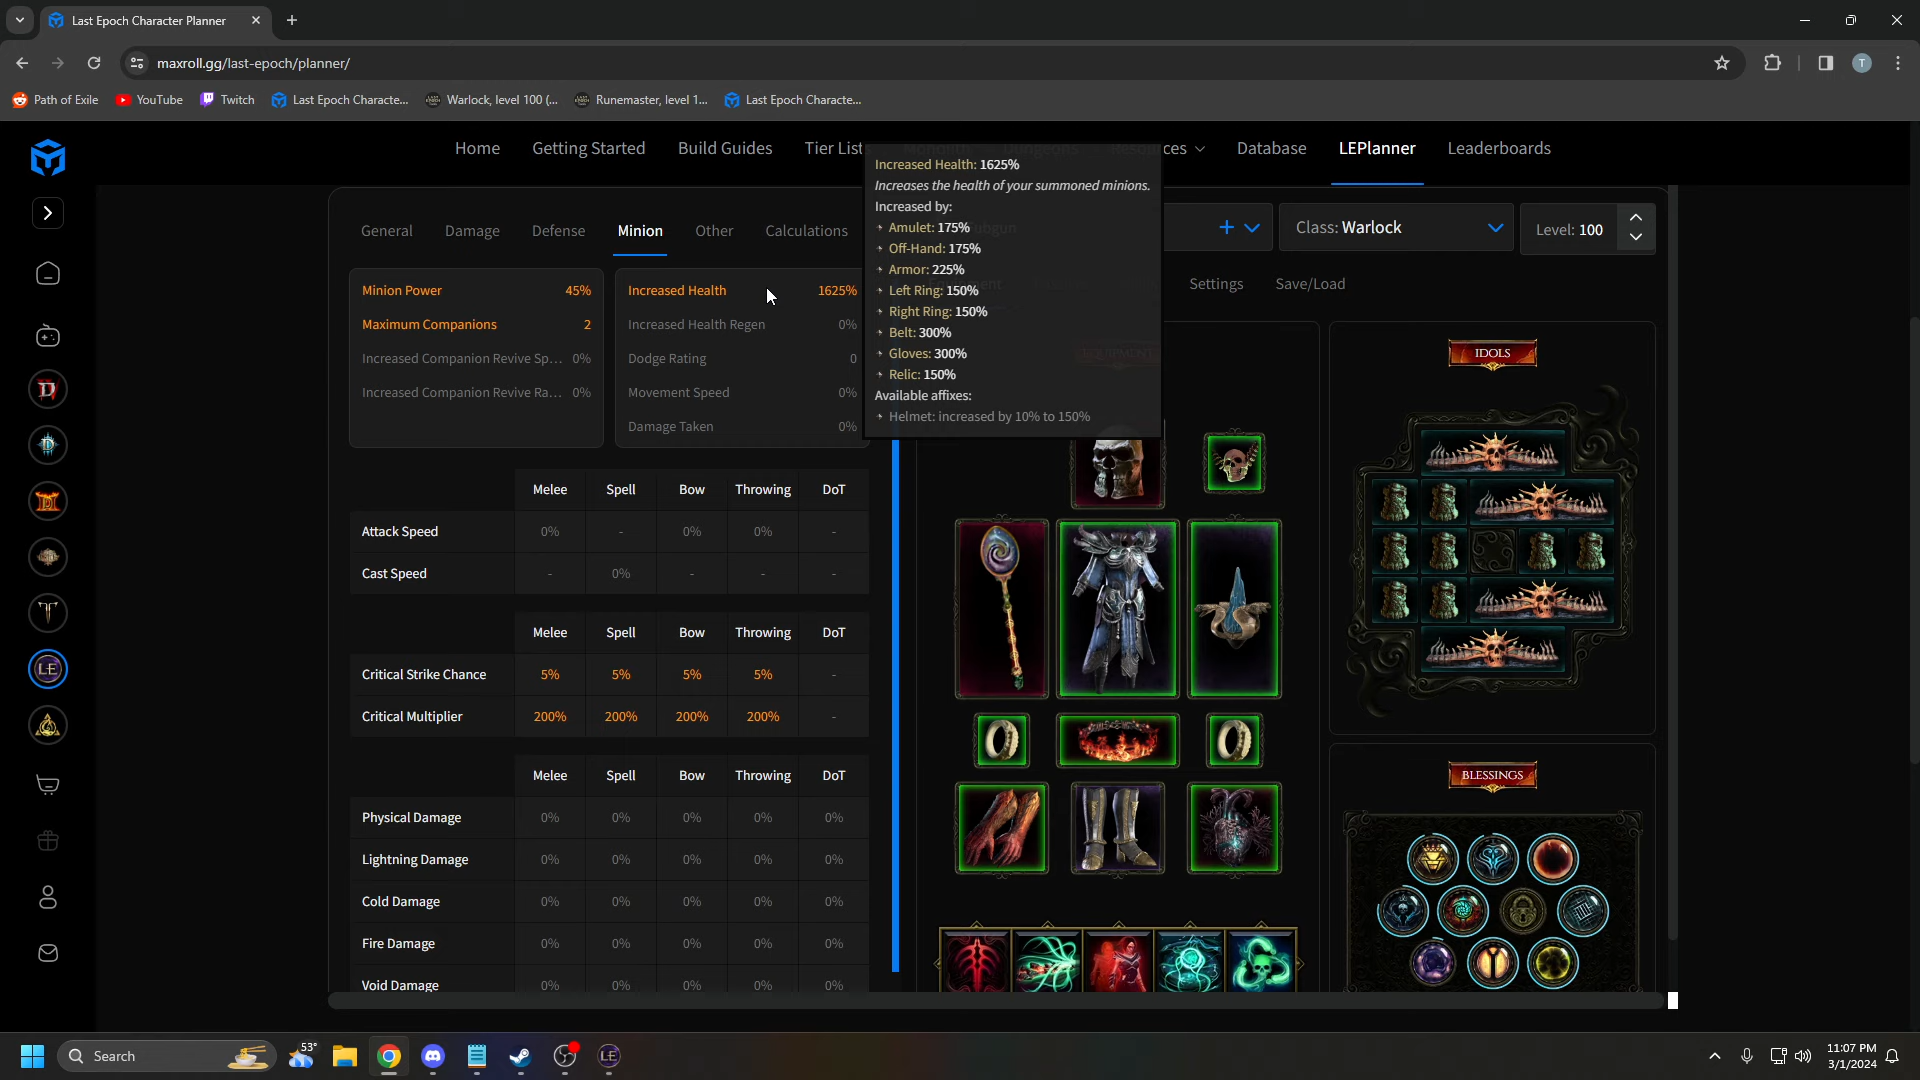 Last Epoch Character Planner
maxroll.gg/last-epoch/planner/
T
Path of Exile
YouTube
Twitch
Last Epoch Characte...
Warlock, level 100 (...
Runemaster, level 1...
Last Epoch Characte...
Home
Getting Started
Build Guides
Tier List
Database
LEPlanner
Leaderboards
General
Damage
Defense
Minion
Other
Calculations
Class: Warlock
Level: 100
Settings
Save/Load
Minion Power 45%
Maximum Companions 2
Increased Companion Revive Sp... 0%
Increased Companion Revive Ra... 0%
Increased Health 1625%
Increased Health Regen 0%
Dodge Rating 0
Movement Speed 0%
Damage Taken 0%
Increased Health: 1625%
Increases the health of your summoned minions.
Increased by:
Amulet: 175%
Off-Hand: 175%
Armor: 225%
Left Ring: 150%
Right Ring: 150%
Belt: 300%
Gloves: 300%
Relic: 150%
Available affixes:
Helmet: increased by 10% to 150%
Melee Spell Bow Throwing DoT
Attack Speed 0% - 0% 0% -
Cast Speed - 0% - - -
Melee Spell Bow Throwing DoT
Critical Strike Chance 5% 5% 5% 5% -
Critical Multiplier 200% 200% 200% 200% -
Melee Spell Bow Throwing DoT
Physical Damage 0% 0% 0% 0% 0%
Lightning Damage 0% 0% 0% 0% 0%
Cold Damage 0% 0% 0% 0% 0%
Fire Damage 0% 0% 0% 0% 0%
Void Damage 0% 0% 0% 0% 0%
IDOLS
BLESSINGS
LE
Search
53°
LE
11:07 PM
3/1/2024